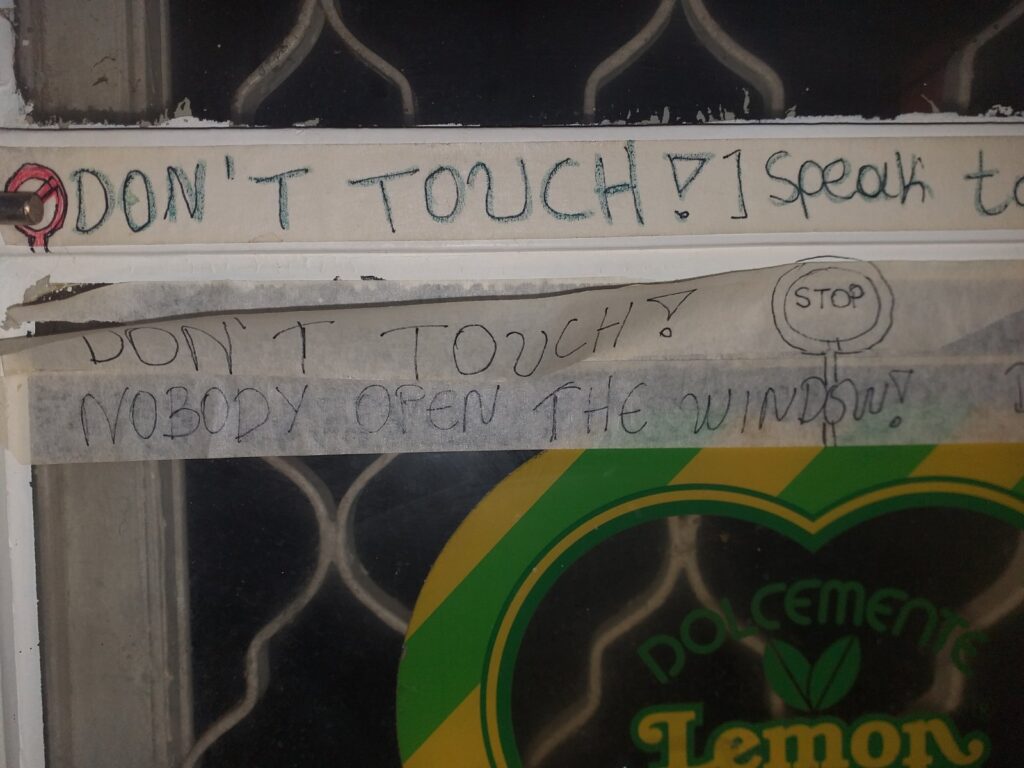 DON'T TOUCH!] Speak
DON'T TOUCH!
STOP
NOBODY OPEN THE WINDOW!
DOLCEMENTE
Lemon